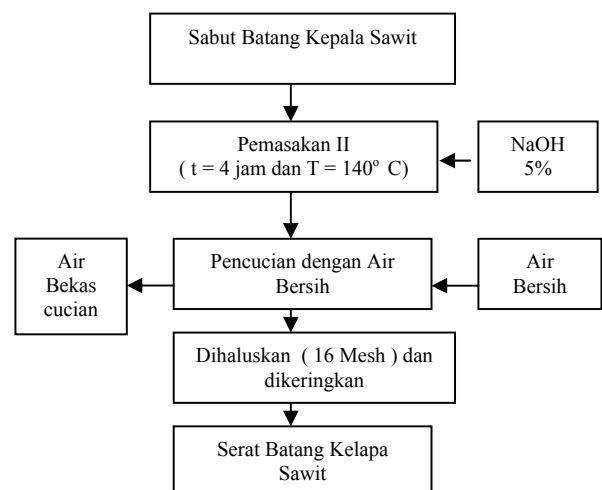 Sabut Batang Kepala Sawit
Pemasakan II
( t = 4 jam dan T = 140° C)
NaOH
5%
Air
Bekas
cucian
Pencucian dengan Air
Bersih
Air
Bersih
Dihaluskan ( 16 Mesh ) dan
dikeringkan
Serat Batang Kelapa
Sawit